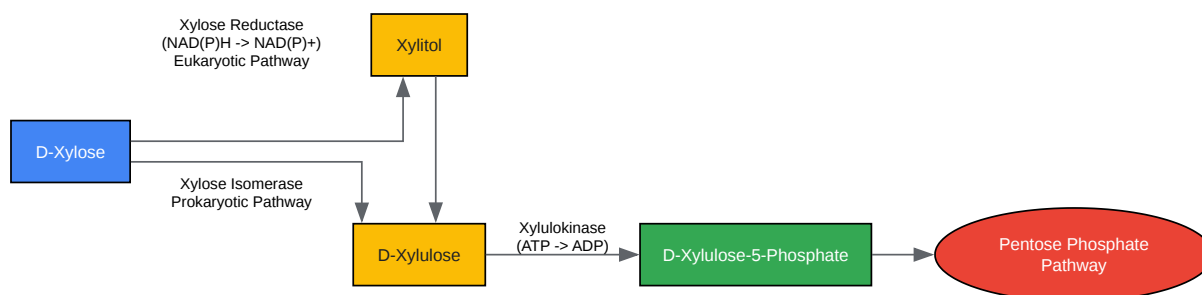 Xylose Reductase
(NAD(P)H -> NAD(P)+)
Eukaryotic Pathway
Xylitol
D-Xylose
Xylose Isomerase
Prokaryotic Pathway
D-Xylulose
Xylulokinase
(ATP -> ADP)
D-Xylulose-5-Phosphate
Pentose Phosphate
Pathway